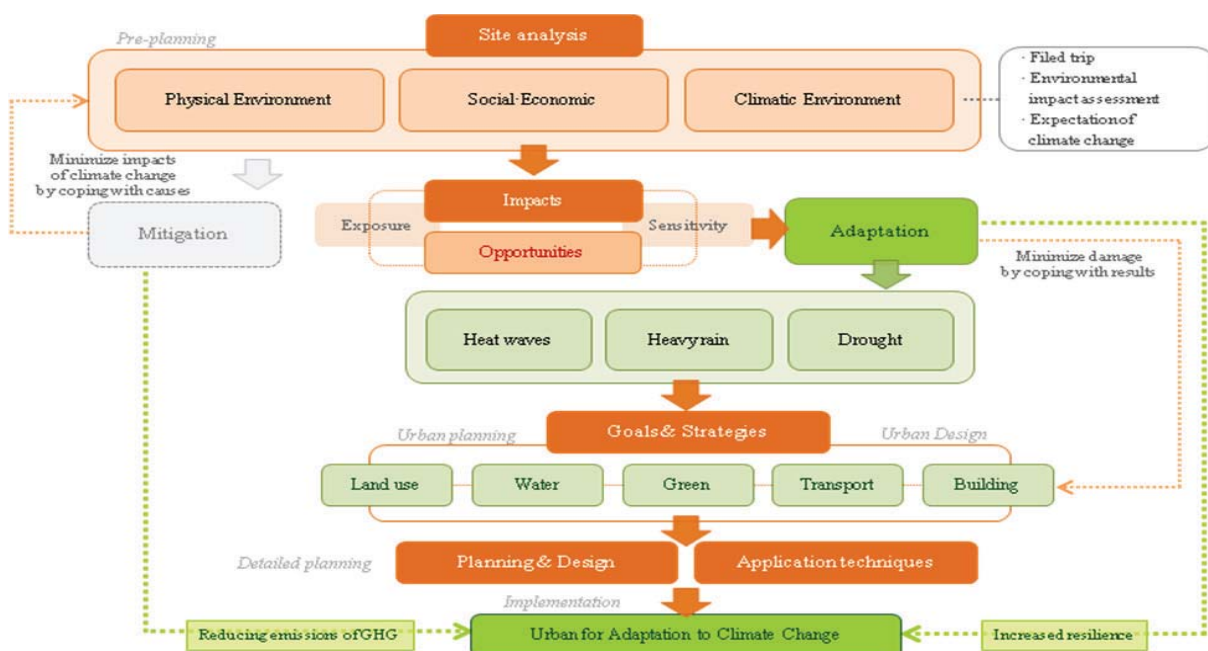 Pre-planning
Site analysis
Physical Environment
Social·Economic
Climatic Environment
· Filed trip
· Environmental
impact assessment
· Expectation of
climate change
Minimize impacts
of climate change
by coping with causes
Mitigation
Exposure
Impacts
Sensitivity
Opportunities
Adaptation
Minimize damage
by coping with results
Heat waves
Heavy rain
Drought
Urban planning
Goals & Strategies
Urban Design
Land use
Water
Green
Transport
Building
Detailed planning
Planning & Design
Application techniques
Implementation
Reducing emissions of GHG
Urban for Adaptation to Climate Change
Increased resilience